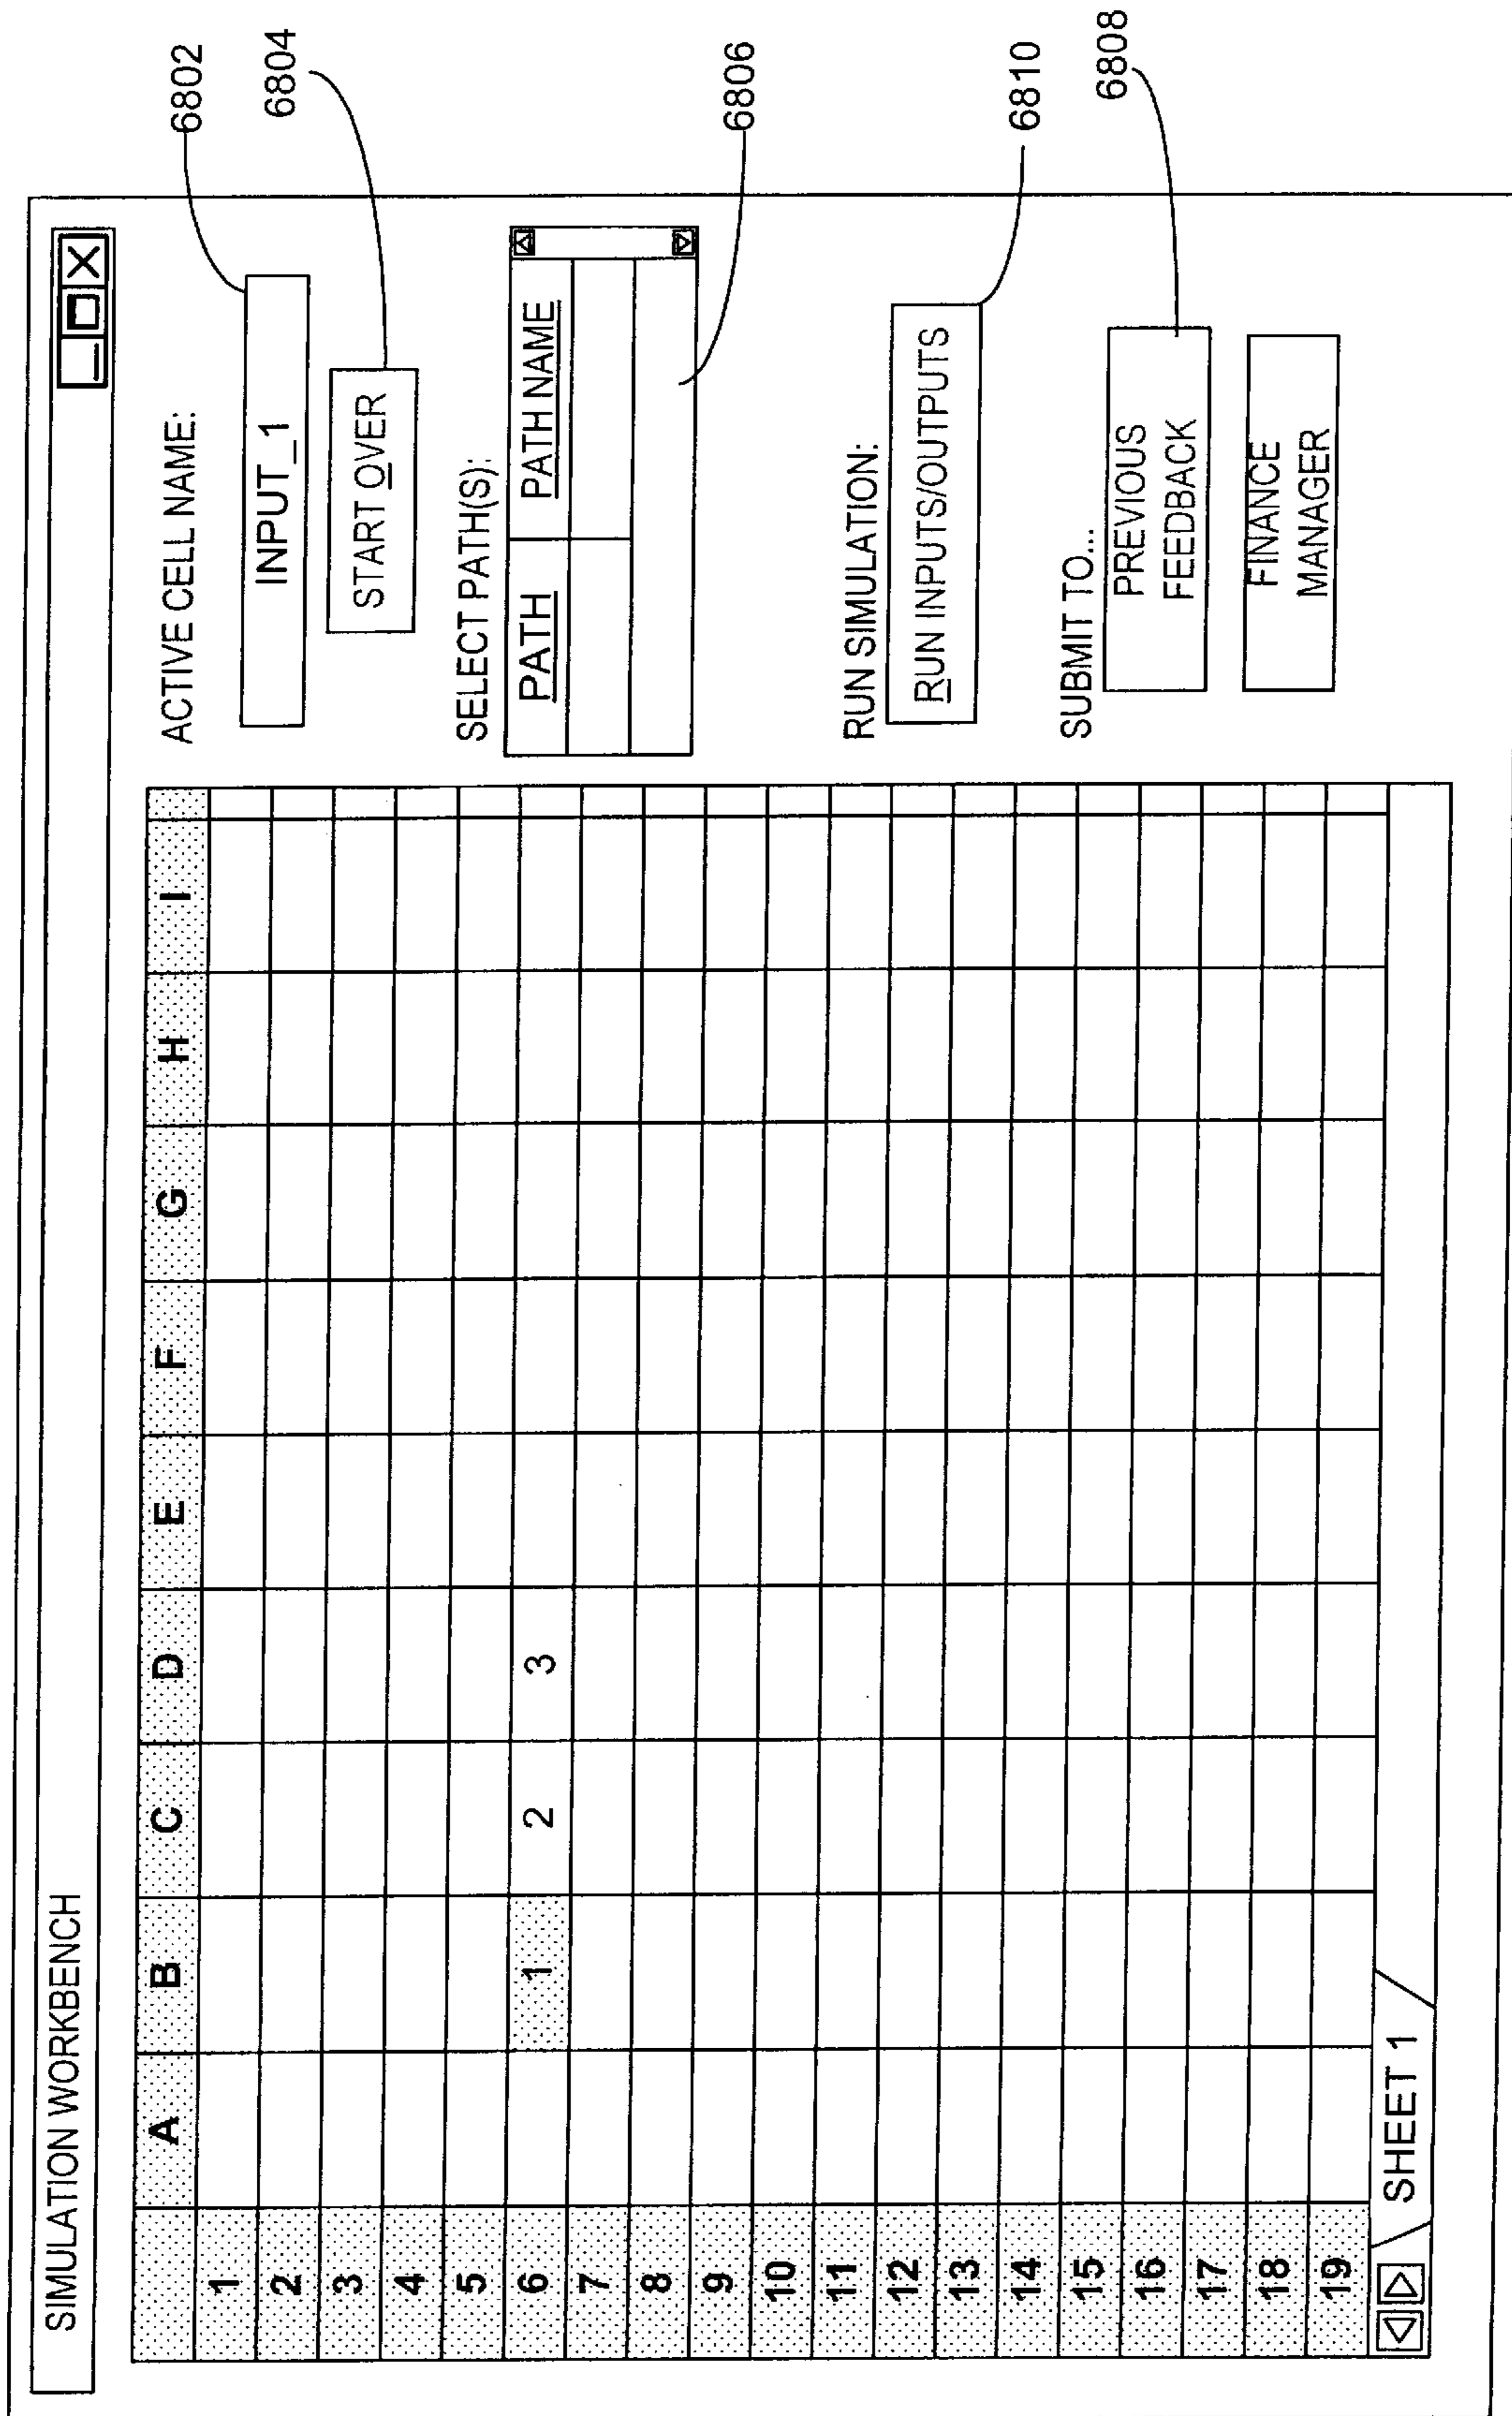 SIMULATION WORKBENCH
A B C D E F G H I
1
2
3
4
5
6 1 2 3
7
8
9
10
11
12
13
14
15
16
17
18
19
SHEET 1
ACTIVE CELL NAME:
INPUT_1
START OVER
SELECT PATH(S):
PATH PATH NAME
RUN SIMULATION:
RUN INPUTS/OUTPUTS
SUBMIT TO...
PREVIOUS
FEEDBACK
FINANCE
MANAGER
6802
6804
6806
6810
6808